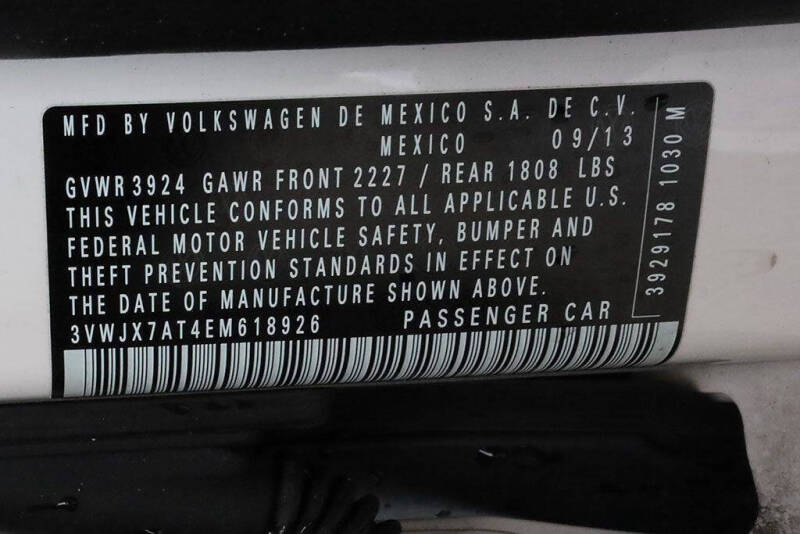 MFD BY VOLKSWAGEN DE MEXICO S.A. DE C.V.
MEXICO 09/13
GVWR 3924 GAWR FRONT 2227 / REAR 1808 LBS
THIS VEHICLE CONFORMS TO ALL APPLICABLE U.S.
FEDERAL MOTOR VEHICLE SAFETY, BUMPER AND
THEFT PREVENTION STANDARDS IN EFFECT ON
THE DATE OF MANUFACTURE SHOWN ABOVE.
3VWJX7AT4EM618926 PASSENGER CAR
3929178 1030 M